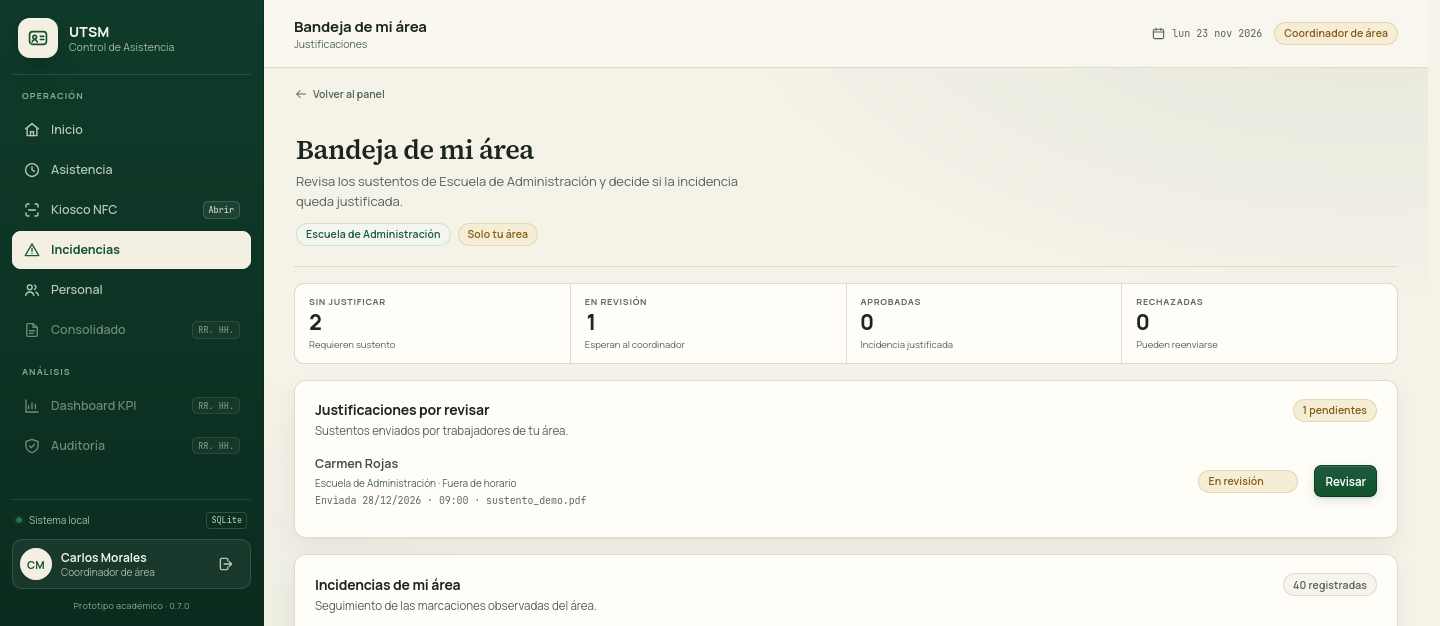 UTSM
Control de Asistencia
OPERACIÓN
Inicio
Asistencia
Kiosco NFC Abrir
Incidencias
Personal
Consolidado RR. HH.
ANÁLISIS
Dashboard KPI RR. HH.
Auditoría RR. HH.
Sistema local SQLite
CM
Carlos Morales
Coordinador de área
Prototipo académico · 0.7.0
Bandeja de mi área
Justificaciones
lun 23 nov 2026 Coordinador de área
Volver al panel
Bandeja de mi área
Revisa los sustentos de Escuela de Administración y decide si la incidencia
queda justificada.
Escuela de Administración Solo tu área
SIN JUSTIFICAR
2
Requieren sustento
EN REVISIÓN
1
Esperan al coordinador
APROBADAS
0
Incidencia justificada
RECHAZADAS
0
Pueden reenviarse
Justificaciones por revisar 1 pendientes
Sustentos enviados por trabajadores de tu área.
Carmen Rojas
Escuela de Administración · Fuera de horario
Enviada 28/12/2026 · 09:00 · sustento_demo.pdf
En revisión Revisar
Incidencias de mi área 40 registradas
Seguimiento de las marcaciones observadas del área.